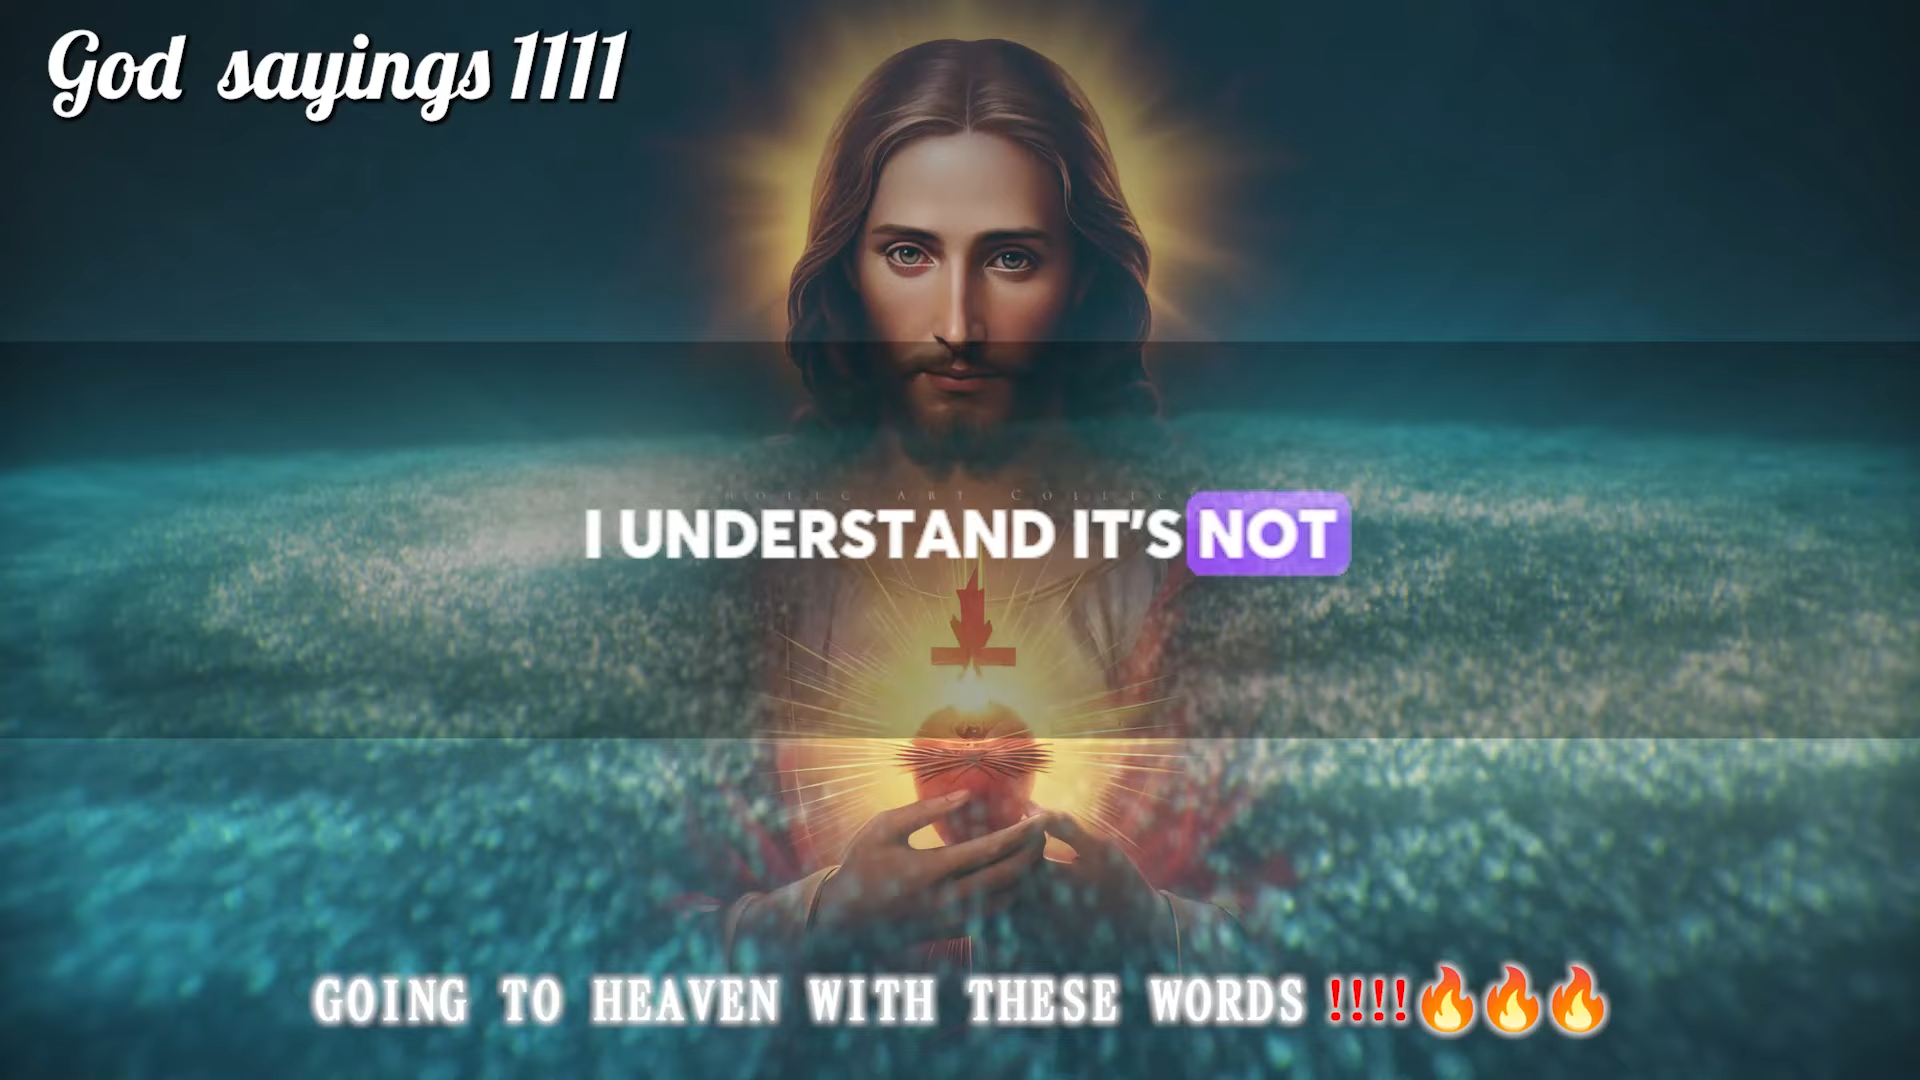 God sayings 1111
I UNDERSTAND IT'S NOT
GOING TO HEAVEN WITH THESE WORDS !!!!🔥🔥🔥